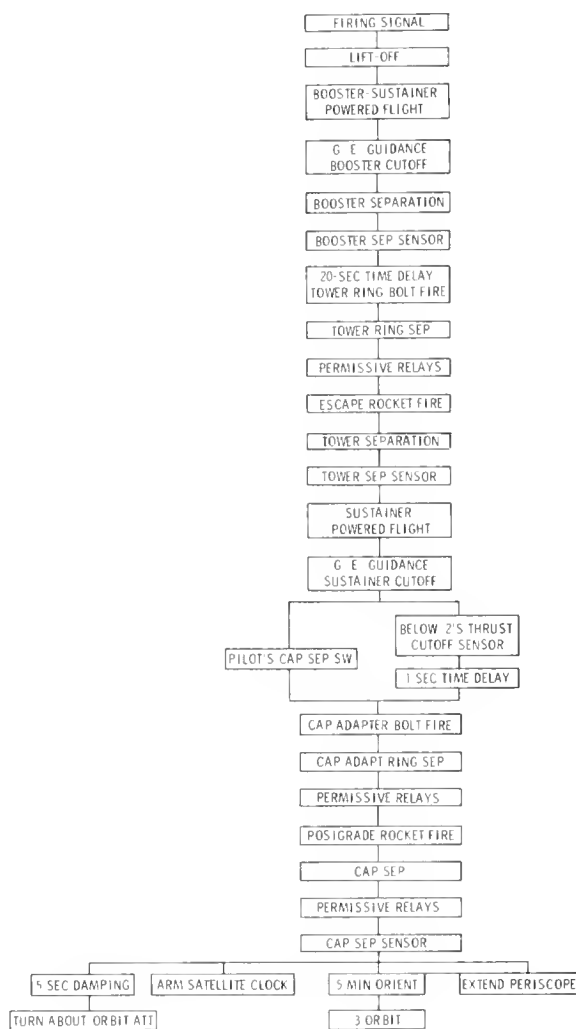 FIRING SIGNAL
LIFT-OFF
BOOSTER-SUSTAINER
POWERED FLIGHT
G E GUIDANCE
BOOSTER CUTOFF
BOOSTER SEPARATION
BOOSTER SEP SENSOR
20-SEC TIME DELAY
TOWER RING BOLT FIRE
TOWER RING SEP
PERMISSIVE RELAYS
ESCAPE ROCKET FIRE
TOWER SEPARATION
TOWER SEP SENSOR
SUSTAINER
POWERED FLIGHT
G E GUIDANCE
SUSTAINER CUTOFF
PILOT'S CAP SEP SW
BELOW .2'S THRUST
CUTOFF SENSOR
1 SEC TIME DELAY
CAP ADAPTER BOLT FIRE
CAP ADAPT RING SEP
PERMISSIVE RELAYS
POSIGRADE ROCKET FIRE
CAP SEP
PERMISSIVE RELAYS
CAP SEP SENSOR
5 SEC DAMPING
ARM SATELLITE CLOCK
5 MIN ORIENT
EXTEND PERISCOPE
TURN ABOUT ORBIT ATT
3 ORBIT